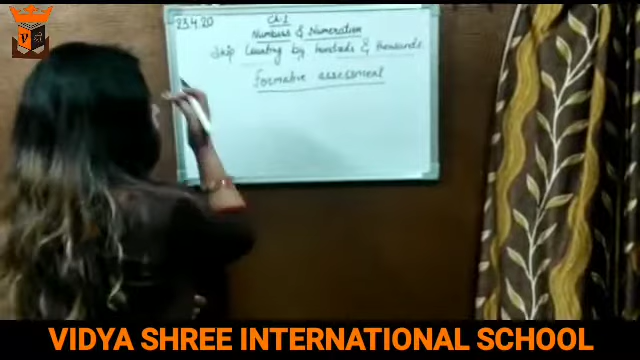 23.4.20
Ch-1
Numbers & Numeration
Skip Counting by hundreds & thousands
Formative assessment
VIDYA SHREE INTERNATIONAL SCHOOL